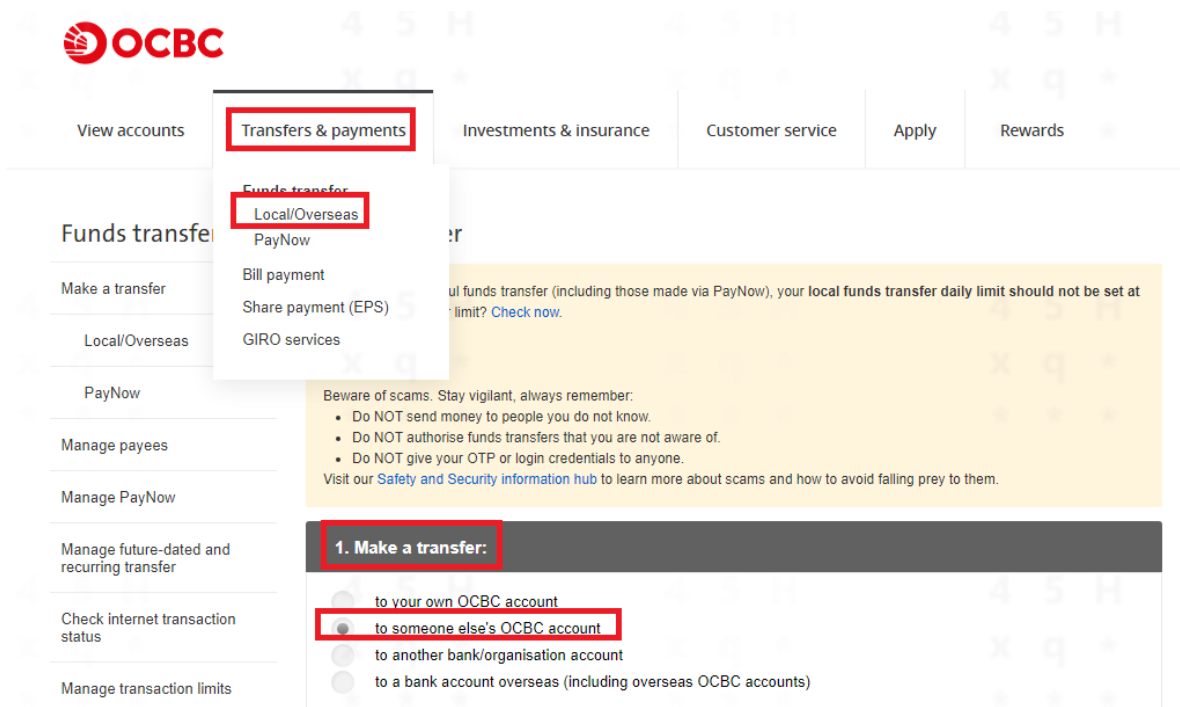 OCBC
View accounts
Transfers & payments
Investments & insurance
Customer service
Apply
Rewards
Funds transfer
Local/Overseas
PayNow
Bill payment
Share payment (EPS)
GIRO services
Funds transfe
er
Make a transfer
Local/Overseas
PayNow
Manage payees
Manage PayNow
Manage future-dated and
recurring transfer
Check internet transaction
status
Manage transaction limits
ul funds transfer (including those made via PayNow), your local funds transfer daily limit should not be set at
limit? Check now.
Beware of scams. Stay vigilant, always remember:
• Do NOT send money to people you do not know.
• Do NOT authorise funds transfers that you are not aware of.
• Do NOT give your OTP or login credentials to anyone.
Visit our Safety and Security information hub to learn more about scams and how to avoid falling prey to them.
1. Make a transfer:
to your own OCBC account
to someone else's OCBC account
to another bank/organisation account
to a bank account overseas (including overseas OCBC accounts)